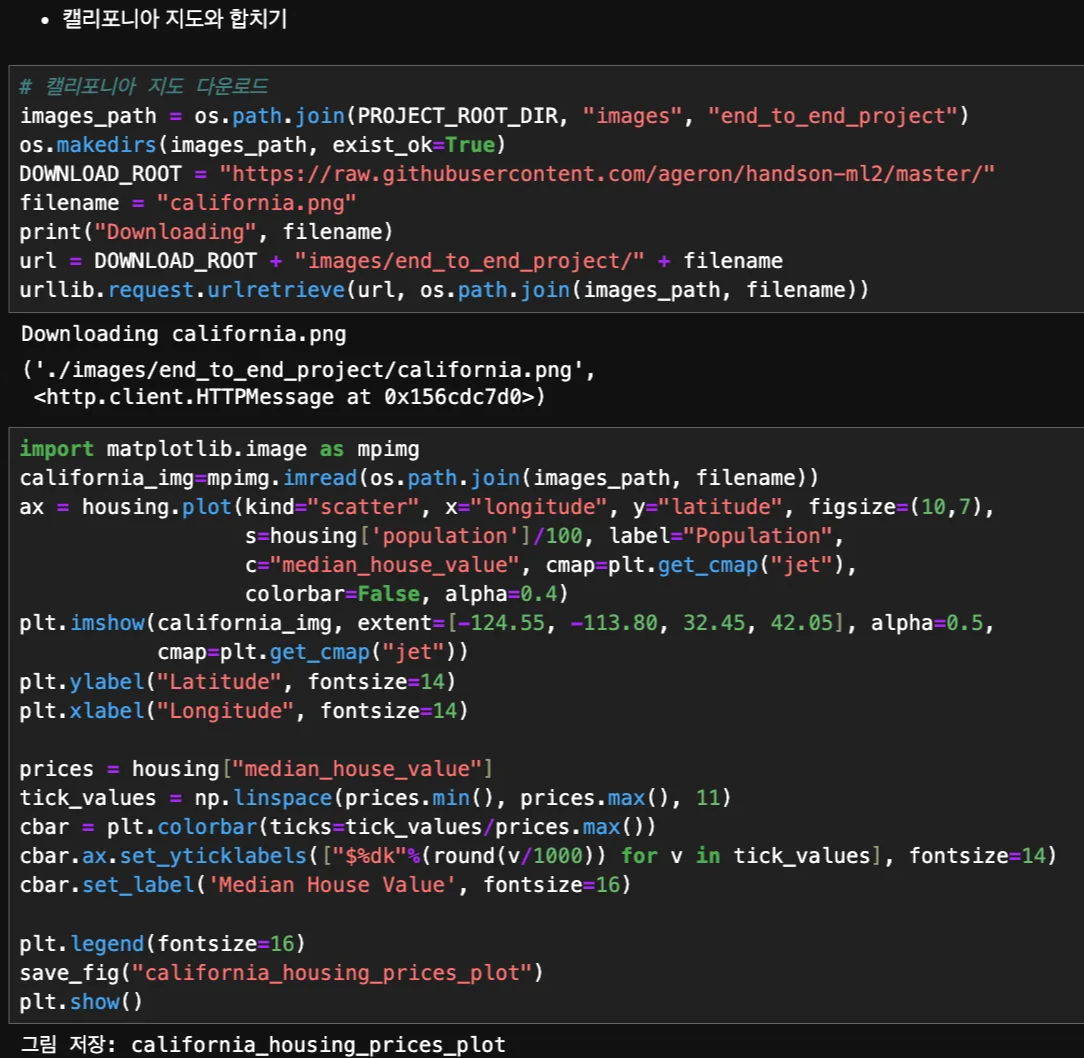 • 캘리포니아 지도와 합치기
# 캘리포니아 지도 다운로드
images_path = os.path.join(PROJECT_ROOT_DIR, "images", "end_to_end_project")
os.makedirs(images_path, exist_ok=True)
DOWNLOAD_ROOT = "https://raw.githubusercontent.com/ageron/handson-ml2/master/"
filename = "california.png"
print("Downloading", filename)
url = DOWNLOAD_ROOT + "images/end_to_end_project/" + filename
urllib.request.urlretrieve(url, os.path.join(images_path, filename))
Downloading california.png
('./images/end_to_end_project/california.png',
 <http.client.HTTPMessage at 0x156cdc7d0>)
import matplotlib.image as mpimg
california_img=mpimg.imread(os.path.join(images_path, filename))
ax = housing.plot(kind="scatter", x="longitude", y="latitude", figsize=(10,7),
                  s=housing['population']/100, label="Population",
                  c="median_house_value", cmap=plt.get_cmap("jet"),
                  colorbar=False, alpha=0.4)
plt.imshow(california_img, extent=[-124.55, -113.80, 32.45, 42.05], alpha=0.5,
           cmap=plt.get_cmap("jet"))
plt.ylabel("Latitude", fontsize=14)
plt.xlabel("Longitude", fontsize=14)

prices = housing["median_house_value"]
tick_values = np.linspace(prices.min(), prices.max(), 11)
cbar = plt.colorbar(ticks=tick_values/prices.max())
cbar.ax.set_yticklabels(["$%dk"%(round(v/1000)) for v in tick_values], fontsize=14)
cbar.set_label('Median House Value', fontsize=16)

plt.legend(fontsize=16)
save_fig("california_housing_prices_plot")
plt.show()
그림 저장: california_housing_prices_plot